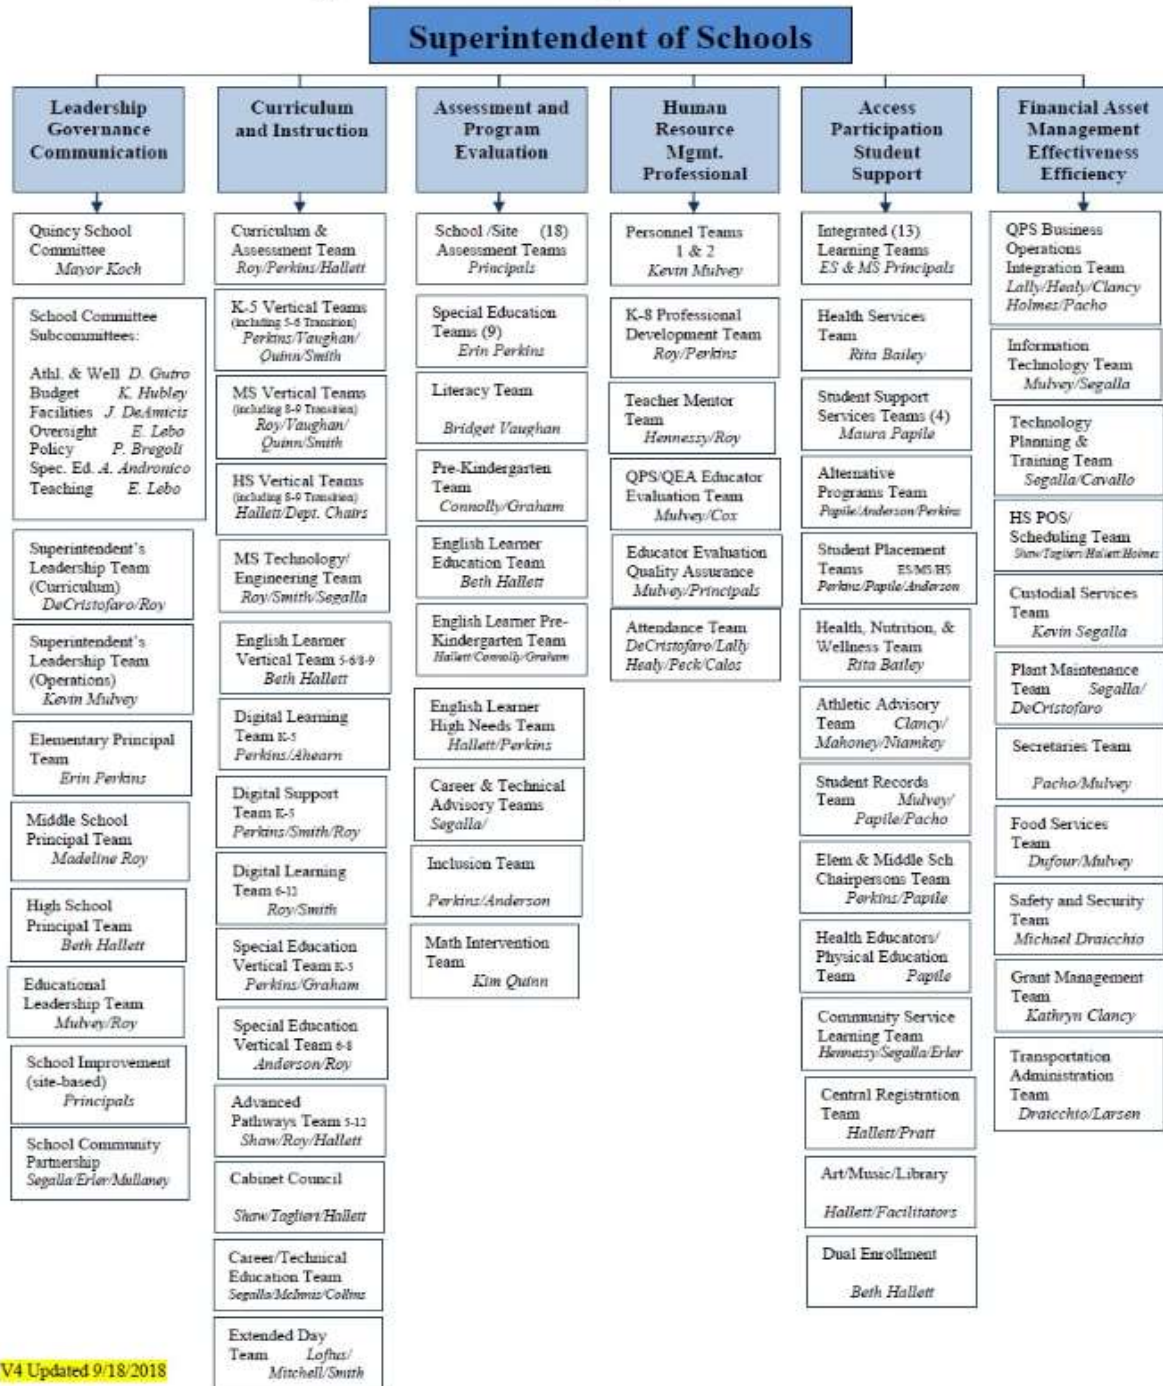 Superintendent of Schools
Leadership
Governance
Communication
Quincy School
Committee
Mayor Koch
School Committee
Subcommittees:
Athl. & Well D. Gutro
Budget K. Hubley
Facilities J. DeAmicis
Oversight E. Lebo
Policy P. Bregoli
Spec. Ed. A. Andronico
Teaching E. Lebo
Superintendent's
Leadership Team
(Curriculum)
DeCristofaro/Roy
Superintendent's
Leadership Team
(Operations)
Kevin Mulvey
Elementary Principal
Team
Erin Perkins
Middle School
Principal Team
Madeline Roy
High School
Principal Team
Beth Hallett
Educational
Leadership Team
Mulvey/Roy
School Improvement
(site-based)
Principals
School Community
Partnership
Segalla/Erler/Mullaney
Curriculum
and Instruction
Curriculum &
Assessment Team
Roy/Perkins/Hallett
K-5 Vertical Teams
(including 5-6 Transition)
Perkins/Vaughan/
Quinn/Smith
MS Vertical Teams
(including 8-9 Transition)
Roy/Vaughan/
Quinn/Smith
HS Vertical Teams
(including 8-9 Transition)
Hallett/Dept. Chairs
MS Technology/
Engineering Team
Roy/Smith/Segalla
English Learner
Vertical Team 5-6/8-9
Beth Hallett
Digital Learning
Team K-5
Perkins/Ahearn
Digital Support
Team K-5
Perkins/Smith/Roy
Digital Learning
Team 6-12
Roy/Smith
Special Education
Vertical Team K-5
Perkins/Graham
Special Education
Vertical Team 6-8
Anderson/Roy
Advanced
Pathways Team 5-12
Shaw/Roy/Hallett
Cabinet Council
Shaw/Taglieri/Hallett
Career/Technical
Education Team
Segalla/McInnis/Collins
Extended Day
Team Loftus/
Mitchell/Smith
Assessment and
Program
Evaluation
School /Site (18)
Assessment Teams
Principals
Special Education
Teams (9)
Erin Perkins
Literacy Team
Bridget Vaughan
Pre-Kindergarten
Team
Connolly/Graham
English Learner
Education Team
Beth Hallett
English Learner Pre-
Kindergarten Team
Hallett/Connolly/Graham
English Learner
High Needs Team
Hallett/Perkins
Career & Technical
Advisory Teams
Segalla/
Inclusion Team
Perkins/Anderson
Math Intervention
Team
Kim Quinn
Human
Resource
Mgmt.
Professional
Personnel Teams
1 & 2
Kevin Mulvey
K-8 Professional
Development Team
Roy/Perkins
Teacher Mentor
Team
Hennessy/Roy
QPS/QEA Educator
Evaluation Team
Mulvey/Cox
Educator Evaluation
Quality Assurance
Mulvey/Principals
Attendance Team
DeCristofaro/Lally
Healy/Peck/Calos
Access
Participation
Student
Support
Integrated (13)
Learning Teams
ES & MS Principals
Health Services
Team
Rita Bailey
Student Support
Services Teams (4)
Maura Papile
Alternative
Programs Team
Papile/Anderson/Perkins
Student Placement
Teams ES/MS/HS
Perkins/Papile/Anderson
Health, Nutrition, &
Wellness Team
Rita Bailey
Athletic Advisory
Team Clancy/
Mahoney/Niamkey
Student Records
Team Mulvey/
Papile/Pacho
Elem & Middle Sch
Chairpersons Team
Perkins/Papile
Health Educators/
Physical Education
Team Papile
Community Service
Learning Team
Hennessy/Segalla/Erler
Central Registration
Team
Hallett/Pratt
Art/Music/Library
Hallett/Facilitators
Dual Enrollment
Beth Hallett
Financial Asset
Management
Effectiveness
Efficiency
QPS Business
Operations
Integration Team
Lally/Healy/Clancy
Holmes/Pacho
Information
Technology Team
Mulvey/Segalla
Technology
Planning &
Training Team
Segalla/Cavallo
HS POS/
Scheduling Team
Shaw/Taglieri/Hallett/Holmes
Custodial Services
Team
Kevin Segalla
Plant Maintenance
Team Segalla/
DeCristofaro
Secretaries Team
Pacho/Mulvey
Food Services
Team
Dufour/Mulvey
Safety and Security
Team
Michael Draicchio
Grant Management
Team
Kathryn Clancy
Transportation
Administration
Team
Draicchio/Larsen
V4 Updated 9/18/2018